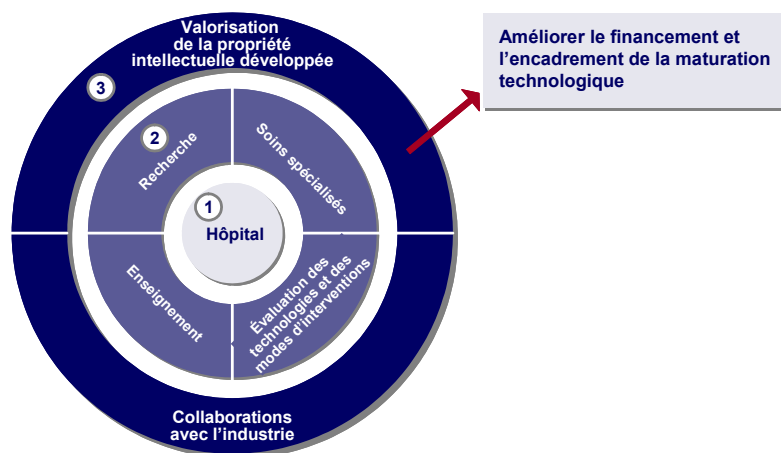 Valorisation
de la propriété
intellectuelle développée
Améliorer le financement et
l'encadrement de la maturation
technologique
3
2
Recherche
Soins spécialisés
1
Hôpital
Enseignement
Évaluation des
technologies et des
modes d'interventions
Collaborations
avec l'industrie